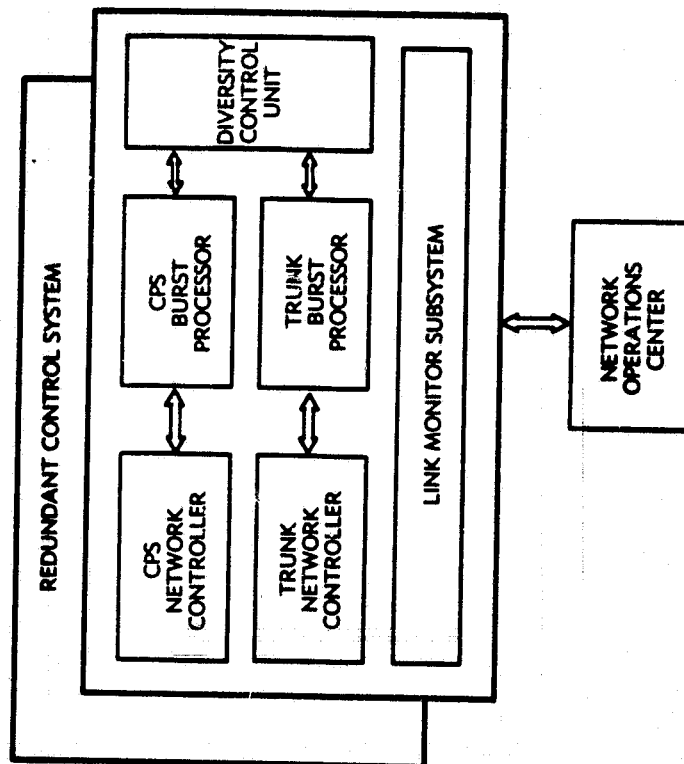 REDUNDANT CONTROL SYSTEM
CPS
NETWORK
CONTROLLER
CPS
BURST
PROCESSOR
DIVERSITY
CONTROL
UNIT
TRUNK
NETWORK
CONTROLLER
TRUNK
BURST
PROCESSOR
LINK MONITOR SUBSYSTEM
NETWORK
OPERATIONS
CENTER